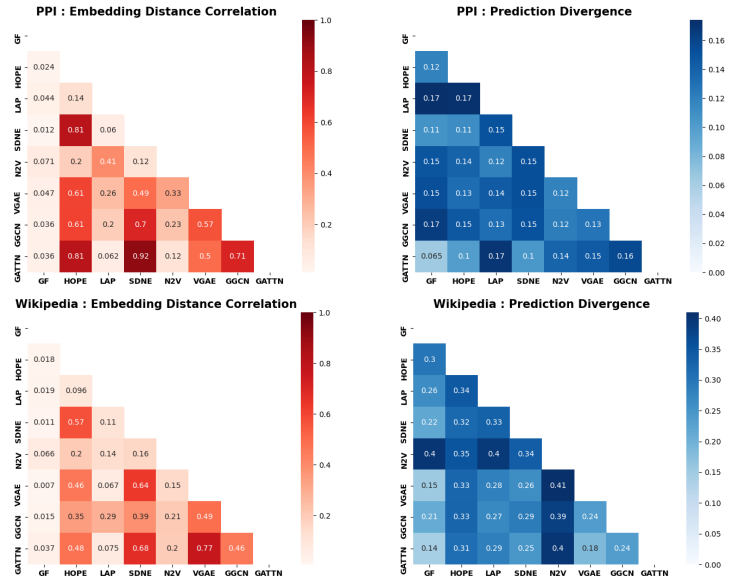 PPI : Embedding Distance Correlation
GF
HOPE 0.024
LAP 0.044 0.14
SDNE 0.012 0.81 0.06
N2V 0.071 0.2 0.41 0.12
VGAE 0.047 0.61 0.26 0.49 0.33
GGCN 0.036 0.61 0.2 0.7 0.23 0.57
GATTN 0.036 0.81 0.062 0.92 0.12 0.5 0.71
GF HOPE LAP SDNE N2V VGAE GGCN GATTN
1.0
0.8
0.6
0.4
0.2
PPI : Prediction Divergence
GF
HOPE 0.12
LAP 0.17 0.17
SDNE 0.11 0.11 0.15
N2V 0.15 0.14 0.12 0.15
VGAE 0.15 0.13 0.14 0.15 0.12
GGCN 0.17 0.15 0.13 0.15 0.12 0.13
GATTN 0.065 0.1 0.17 0.1 0.14 0.15 0.16
GF HOPE LAP SDNE N2V VGAE GGCN GATTN
0.16
0.14
0.12
0.10
0.08
0.06
0.04
0.02
0.00
Wikipedia : Embedding Distance Correlation
GF
HOPE 0.018
LAP 0.019 0.096
SDNE 0.011 0.57 0.11
N2V 0.066 0.2 0.14 0.16
VGAE 0.007 0.46 0.067 0.64 0.15
GGCN 0.015 0.35 0.29 0.39 0.21 0.49
GATTN 0.037 0.48 0.075 0.68 0.2 0.77 0.46
GF HOPE LAP SDNE N2V VGAE GGCN GATTN
1.0
0.8
0.6
0.4
0.2
Wikipedia : Prediction Divergence
GF
HOPE 0.3
LAP 0.26 0.34
SDNE 0.22 0.32 0.33
N2V 0.4 0.35 0.4 0.34
VGAE 0.15 0.33 0.28 0.26 0.41
GGCN 0.21 0.33 0.27 0.29 0.39 0.24
GATTN 0.14 0.31 0.29 0.25 0.4 0.18 0.24
GF HOPE LAP SDNE N2V VGAE GGCN GATTN
0.40
0.35
0.30
0.25
0.20
0.15
0.10
0.05
0.00